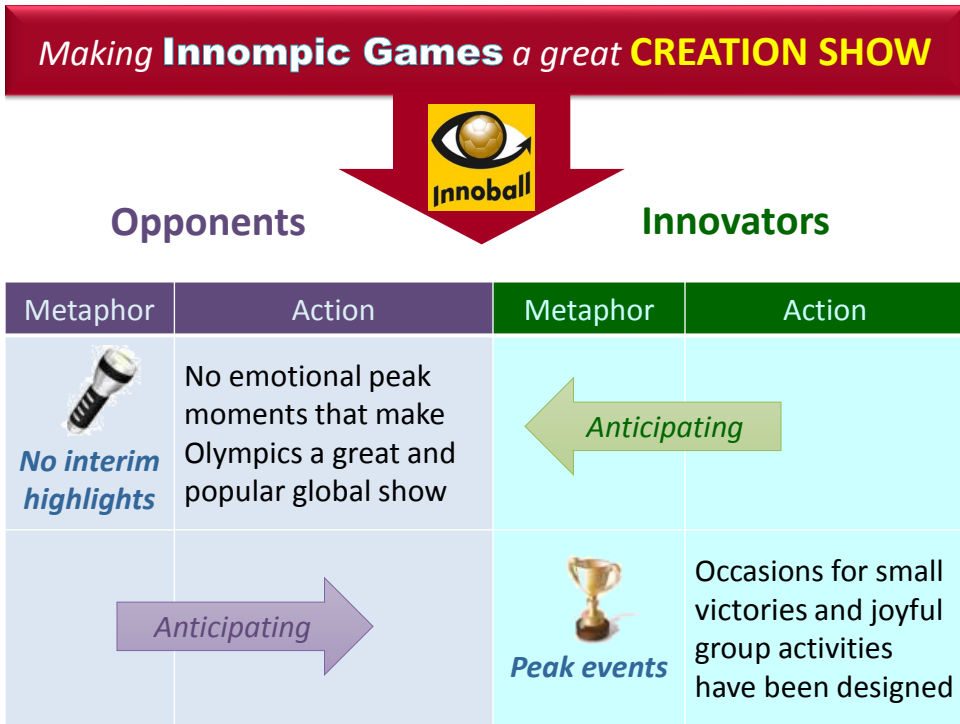 Making Innompic Games a great CREATION SHOW
Innoball
Opponents
Innovators
Metaphor
Action
Metaphor
Action
No interim
highlights
No emotional peak
moments that make
Olympics a great and
popular global show
Anticipating
Anticipating
Peak events
Occasions for small
victories and joyful
group activities
have been designed